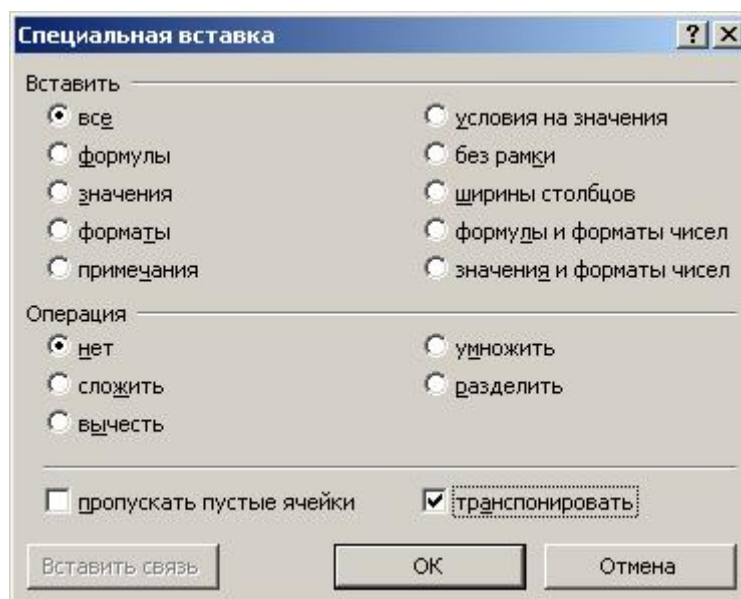 Специальная вставка
Вставить
все
условия на значения
формулы
без рамки
значения
ширины столбцов
форматы
формулы и форматы чисел
примечания
значения и форматы чисел
Операция
нет
умножить
сложить
разделить
вычесть
пропускать пустые ячейки
транспонировать
Вставить связь
ОК
Отмена